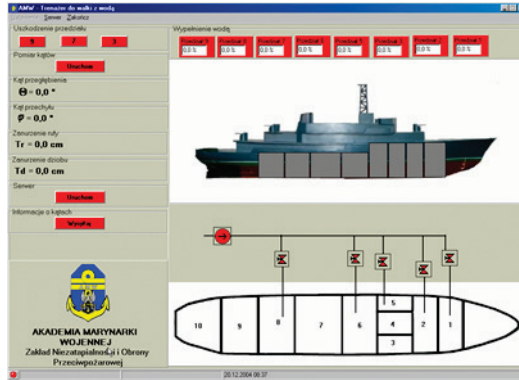 AMW - Trenażer do walki z wodą
Serwer Zakończ
Uszkodzenie przedziału
9 7 3
Pomiar kątów
Uruchom
Kąt przegłębienia
Θ = 0,0 °
Kąt przechyłu
φ = 0,0 °
Zanurzenie rufy
Tr = 0,0 cm
Zanurzenie dziobu
Td = 0,0 cm
Serwer
Uruchom
Informacje o kątach
Wysyłaj
AKADEMIA MARYNARKI
WOJENNEJ
Zakład Niezatapialności i Obrony
Przeciwpożarowej
Wypełnienie wodą
0,0 % 0,0 % 0,0 % 0,0 % 0,0 % 0,0 % 0,0 % 0,0 %
10 9 8 7 6 5 4 3 2 1
20.12.2004 06:37